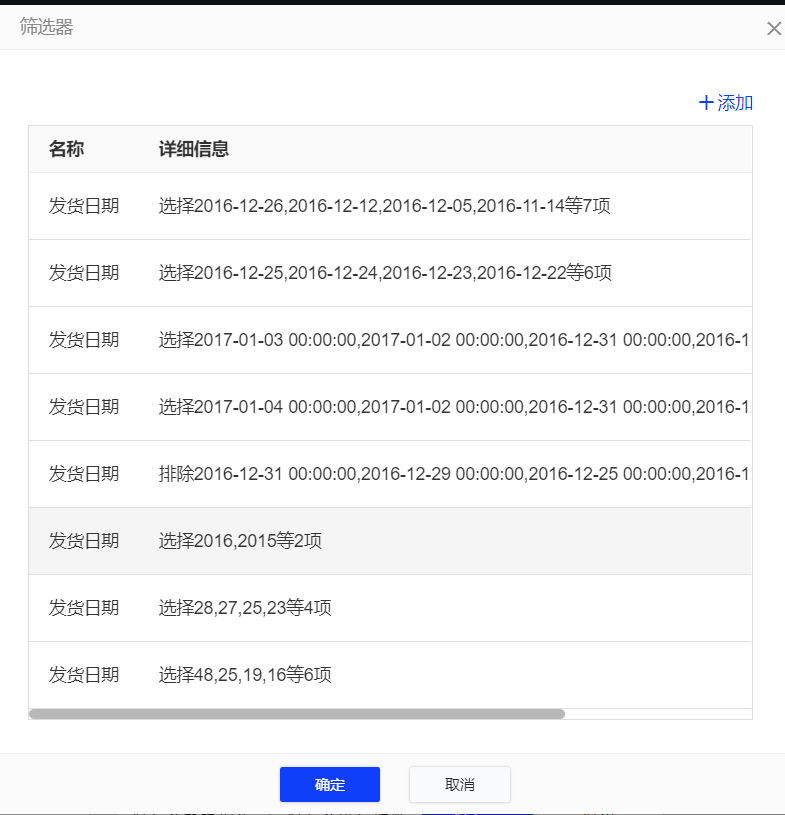 筛选器
添加
名称 详细信息
发货日期 选择2016-12-26,2016-12-12,2016-12-05,2016-11-14等7项
发货日期 选择2016-12-25,2016-12-24,2016-12-23,2016-12-22等6项
发货日期 选择2017-01-03 00:00:00,2017-01-02 00:00:00,2016-12-31 00:00:00,2016-1
发货日期 选择2017-01-04 00:00:00,2017-01-02 00:00:00,2016-12-31 00:00:00,2016-1
发货日期 排除2016-12-31 00:00:00,2016-12-29 00:00:00,2016-12-25 00:00:00,2016-1
发货日期 选择2016,2015等2项
发货日期 选择28,27,25,23等4项
发货日期 选择48,25,19,16等6项
确定 取消